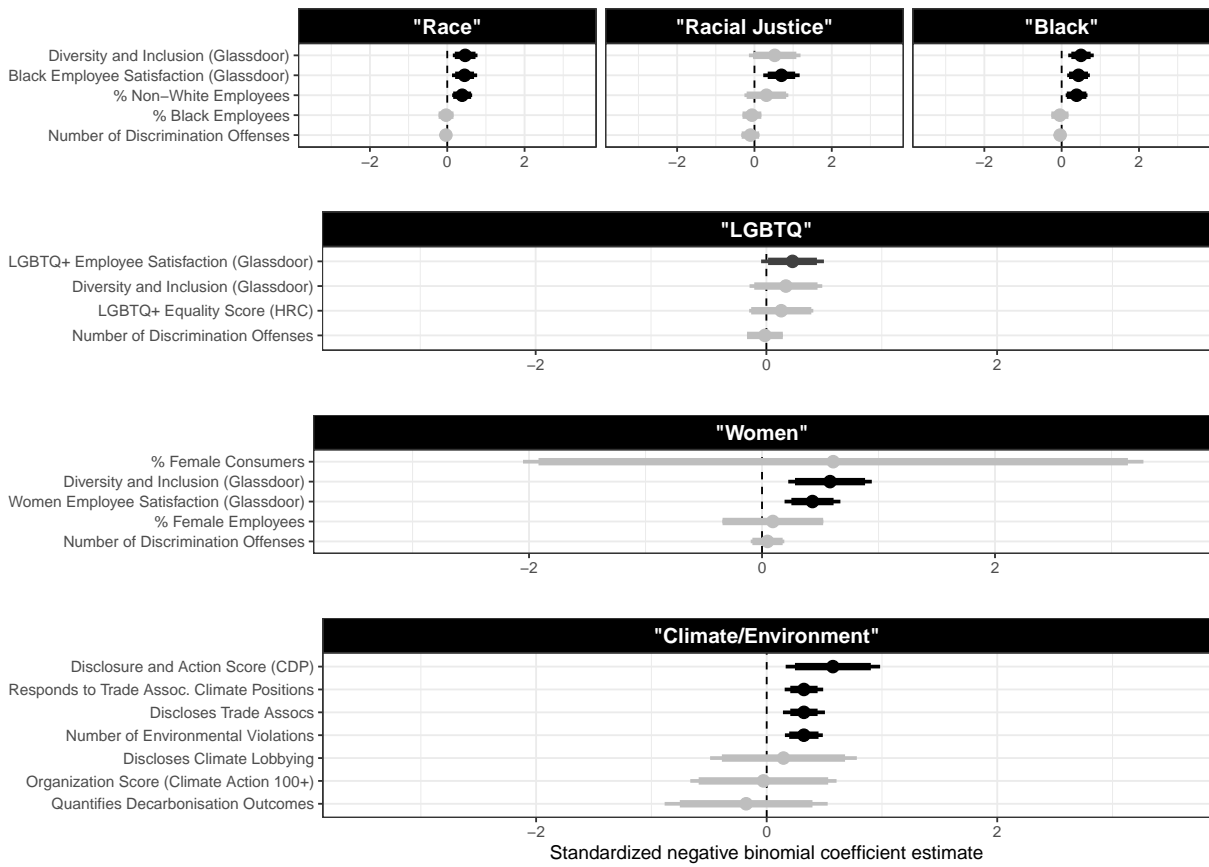 "Race" "Racial Justice" "Black"
Diversity and Inclusion (Glassdoor)
Black Employee Satisfaction (Glassdoor)
% Non−White Employees
% Black Employees
Number of Discrimination Offenses
−2 0 2 −2 0 2 −2 0 2
"LGBTQ"
LGBTQ+ Employee Satisfaction (Glassdoor)
Diversity and Inclusion (Glassdoor)
LGBTQ+ Equality Score (HRC)
Number of Discrimination Offenses
−2 0 2
"Women"
% Female Consumers
Diversity and Inclusion (Glassdoor)
Women Employee Satisfaction (Glassdoor)
% Female Employees
Number of Discrimination Offenses
−2 0 2
"Climate/Environment"
Disclosure and Action Score (CDP)
Responds to Trade Assoc. Climate Positions
Discloses Trade Assocs
Number of Environmental Violations
Discloses Climate Lobbying
Organization Score (Climate Action 100+)
Quantifies Decarbonisation Outcomes
−2 0 2
Standardized negative binomial coefficient estimate